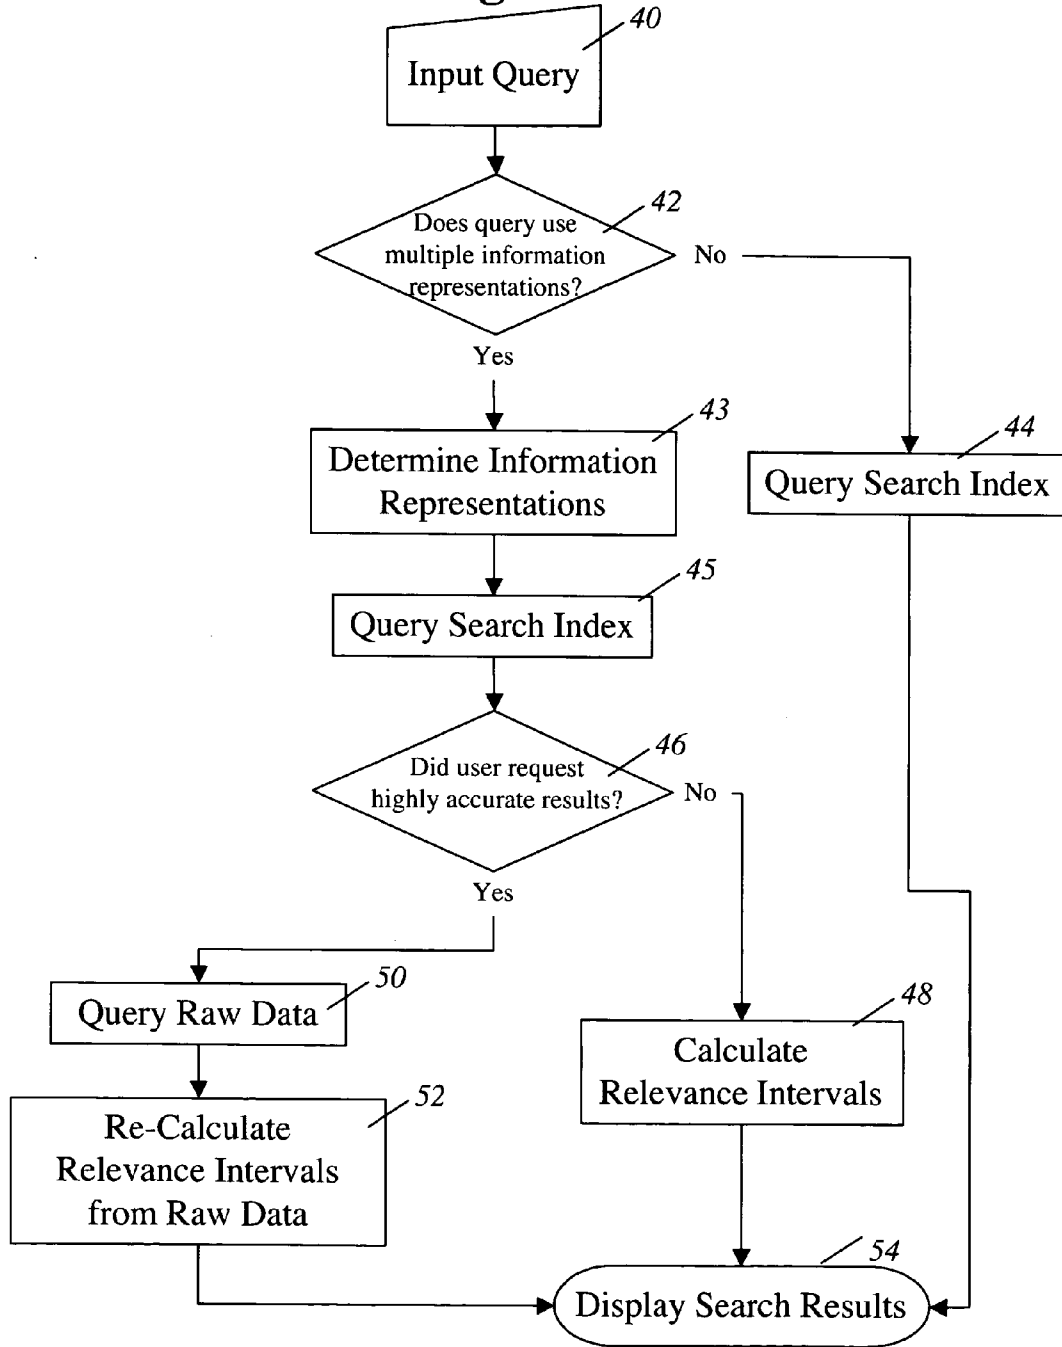 40
Input Query
42
Does query use
multiple information
representations?
No
Yes
43
Determine Information
Representations
44
Query Search Index
45
Query Search Index
46
Did user request
highly accurate results?
No
Yes
50
Query Raw Data
48
Calculate
Relevance Intervals
52
Re-Calculate
Relevance Intervals
from Raw Data
54
Display Search Results